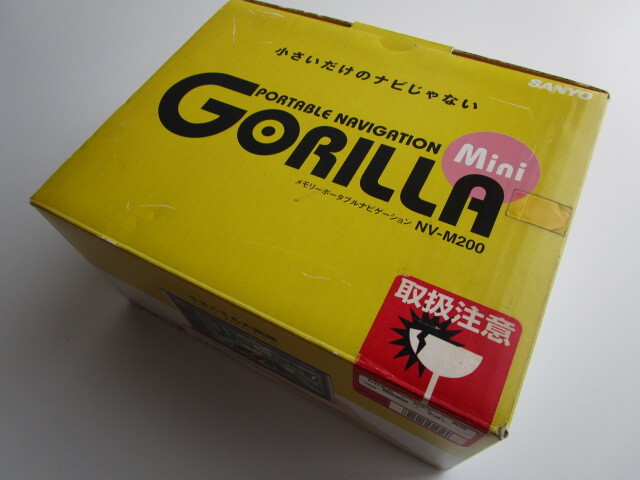 小さいだけのナビじゃない
SANYO
PORTABLE NAVIGATION
GORILLA
Mini
メモリーポータブルナビゲーション NV-M200
取扱注意